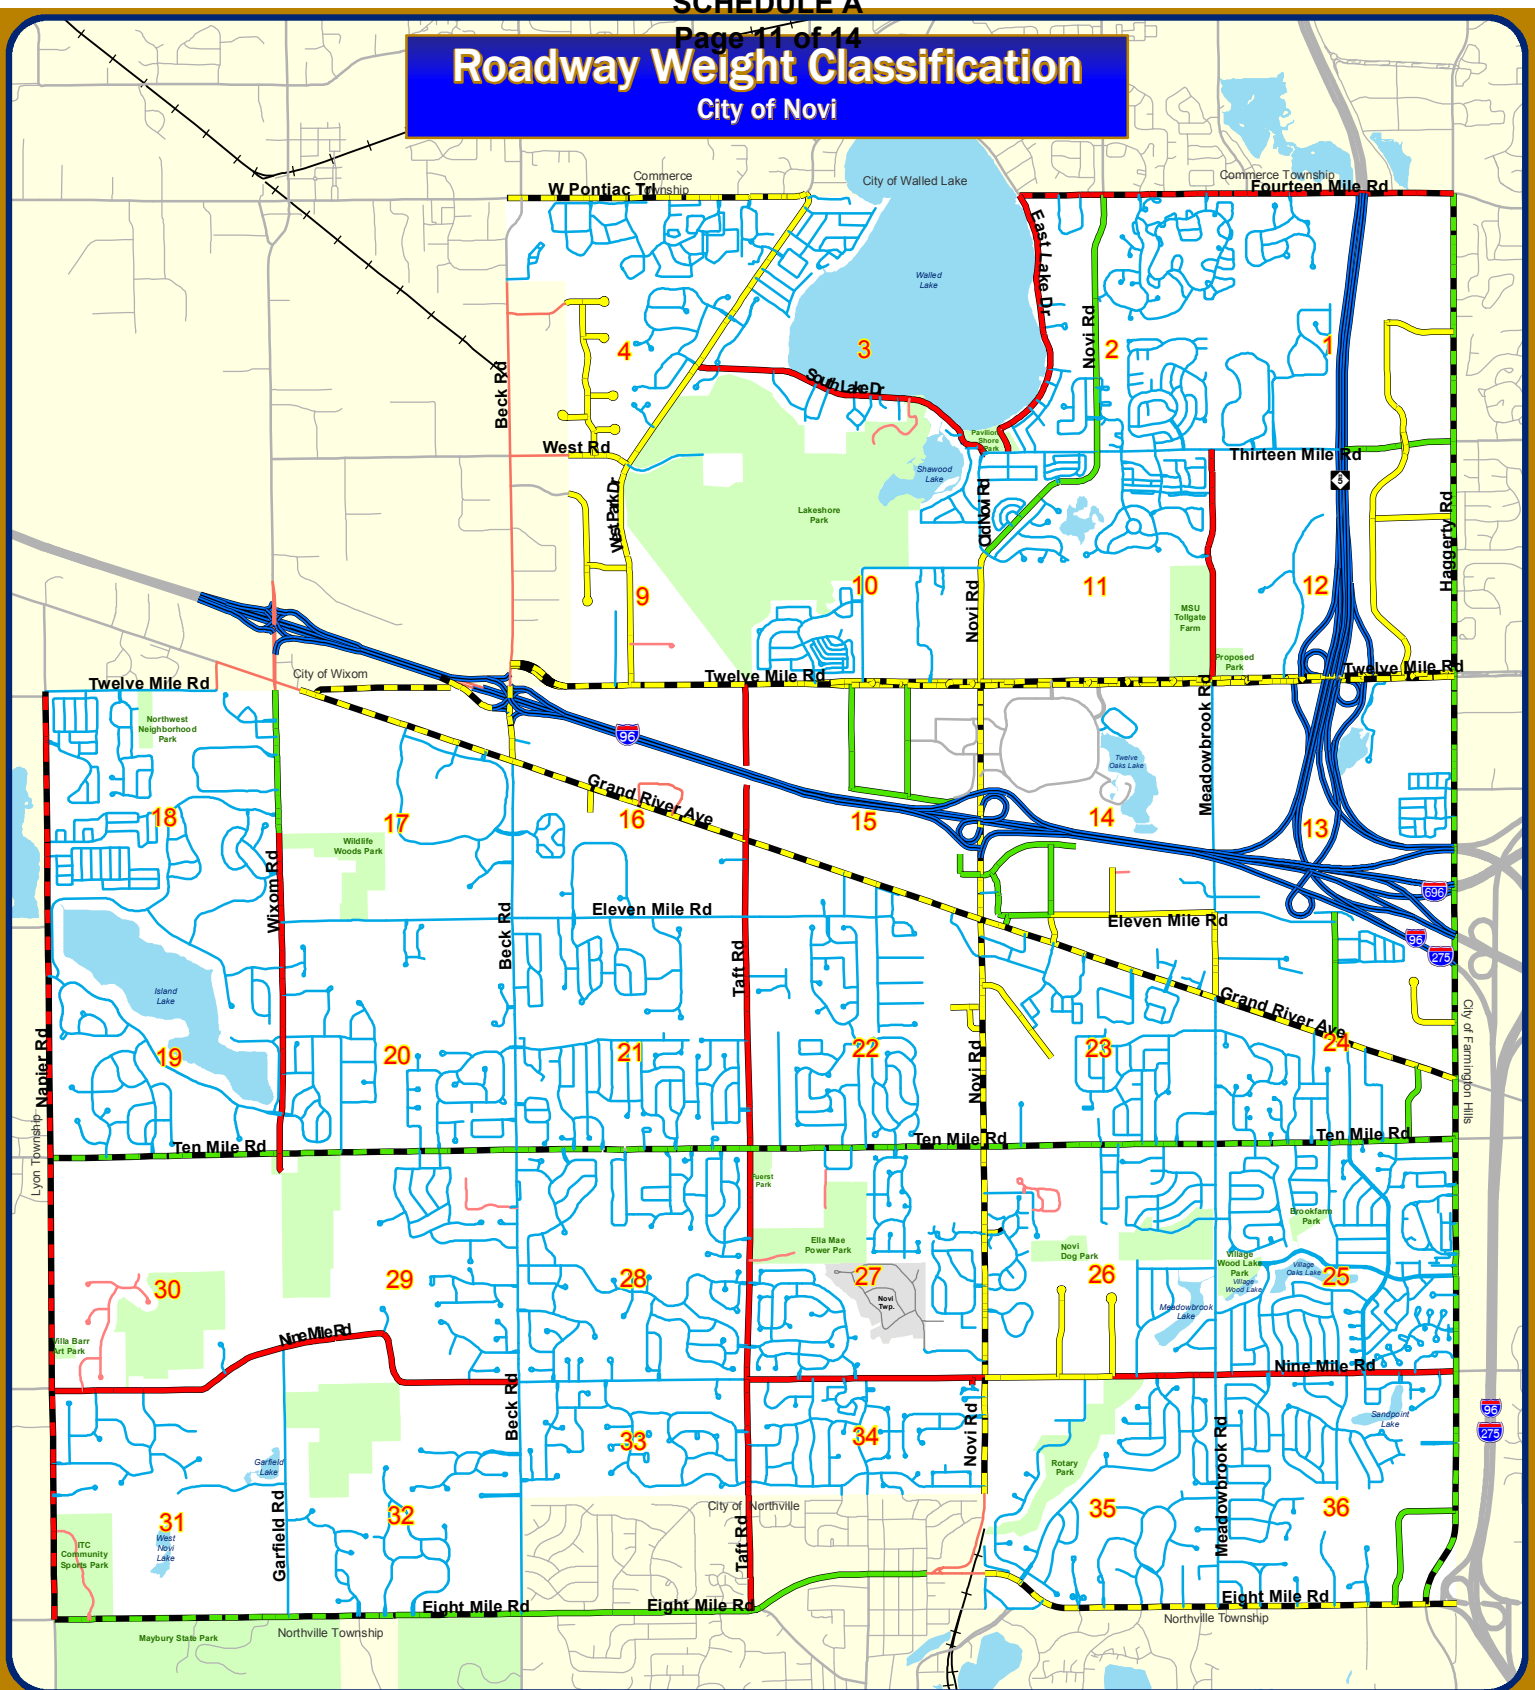 SCHEDULE A
Page 11 of 14
Roadway Weight Classification
City of Novi
Commerce
Township
W Pontiac Trl
City of Walled Lake
Commerce Township
Fourteen Mile Rd
East Lake Dr
Walled
Lake
Novi Rd
4
3
2
1
Beck Rd
South Lake Dr
West Rd
Pavilion
Shore
Park
Thirteen Mile Rd
Shawood
Lake
5
West Park Dr
Lakeshore
Park
Old Novi Rd
Haggerty Rd
9
10
11
12
Novi Rd
MSU
Tollgate
Farm
Proposed
Park
City of Wixom
Twelve Mile Rd
Twelve Mile Rd
Twelve Mile Rd
Northwest
Neighborhood
Park
96
Meadowbrook Rd
Twelve
Oaks Lake
Grand River Ave
18
17
16
15
14
13
Wildlife
Woods Park
Wixom Rd
696
Eleven Mile Rd
Eleven Mile Rd
Beck Rd
Taft Rd
96
275
Island
Lake
Grand River Ave
City of Farmington Hills
Napier Rd
19
20
21
22
Novi Rd
23
24
Lyon Township
Ten Mile Rd
Ten Mile Rd
Ten Mile Rd
Fuerst
Park
Ella Mae
Power Park
Novi
Dog Park
Brookfarm
Park
Village
Wood Lake
Park
Village
Wood Lake
Village
Oaks Lake
30
29
28
27
26
25
Novi
Twp.
Meadowbrook
Lake
Villa Barr
Art Park
Nine Mile Rd
Nine Mile Rd
Beck Rd
Novi Rd
Sandpoint
Lake
96
275
33
34
Garfield
Lake
Rotary
Park
Meadowbrook Rd
City of Northville
31
32
35
36
Garfield Rd
Taft Rd
West
Novi
Lake
ITC
Community
Sports Park
Eight Mile Rd
Eight Mile Rd
Eight Mile Rd
Northville Township
Northville Township
Maybury State Park